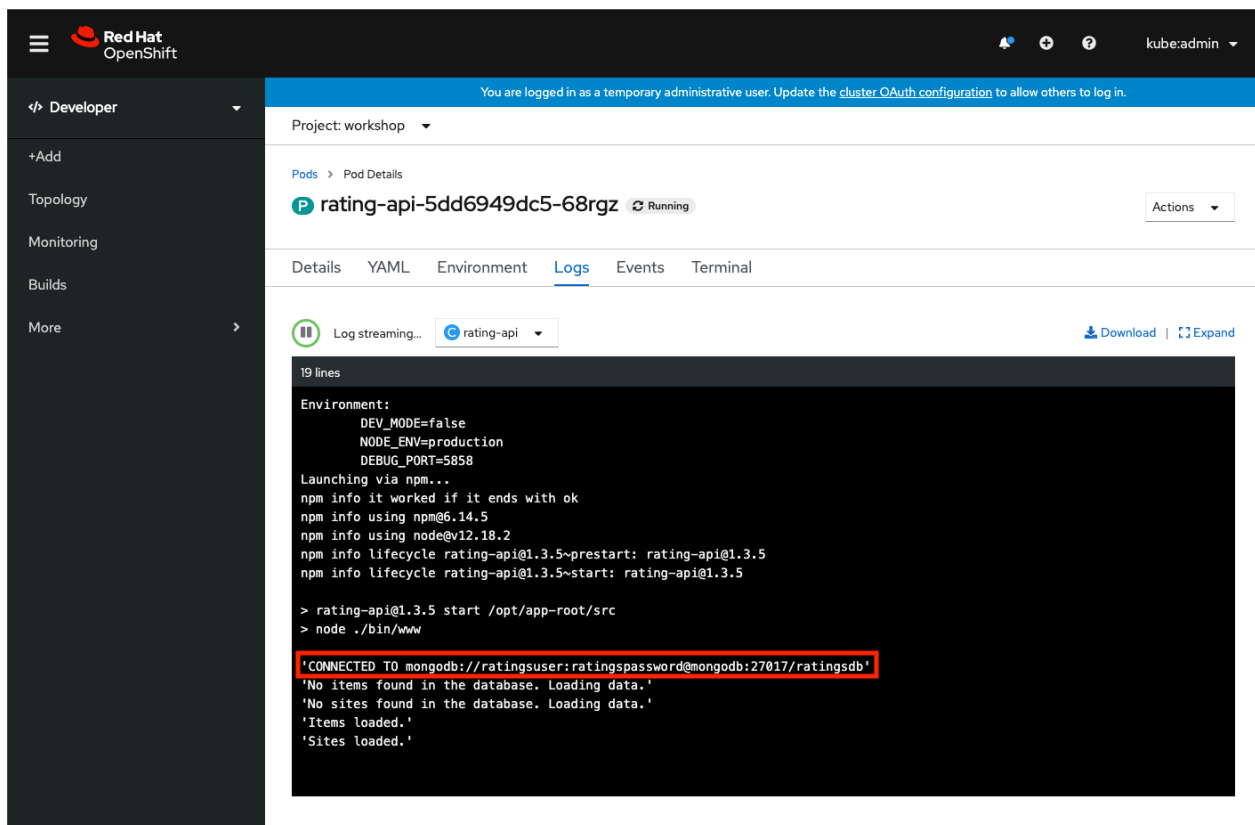 Red Hat
OpenShift
kube:admin
Developer
You are logged in as a temporary administrative user. Update the cluster OAuth configuration to allow others to log in.
Project: workshop
+Add
Topology
Monitoring
Builds
More
Pods > Pod Details
P rating-api-5dd6949dc5-68rgz Running
Actions
Details YAML Environment Logs Events Terminal
Log streaming... C rating-api
Download | Expand
19 lines
Environment:
DEV_MODE=false
NODE_ENV=production
DEBUG_PORT=5858
Launching via npm...
npm info it worked if it ends with ok
npm info using npm@6.14.5
npm info using node@v12.18.2
npm info lifecycle rating-api@1.3.5~prestart: rating-api@1.3.5
npm info lifecycle rating-api@1.3.5~start: rating-api@1.3.5
> rating-api@1.3.5 start /opt/app-root/src
> node ./bin/www
'CONNECTED TO mongodb://ratingsuser:ratingspassword@mongodb:27017/ratingsdb'
'No items found in the database. Loading data.'
'No sites found in the database. Loading data.'
'Items loaded.'
'Sites loaded.'